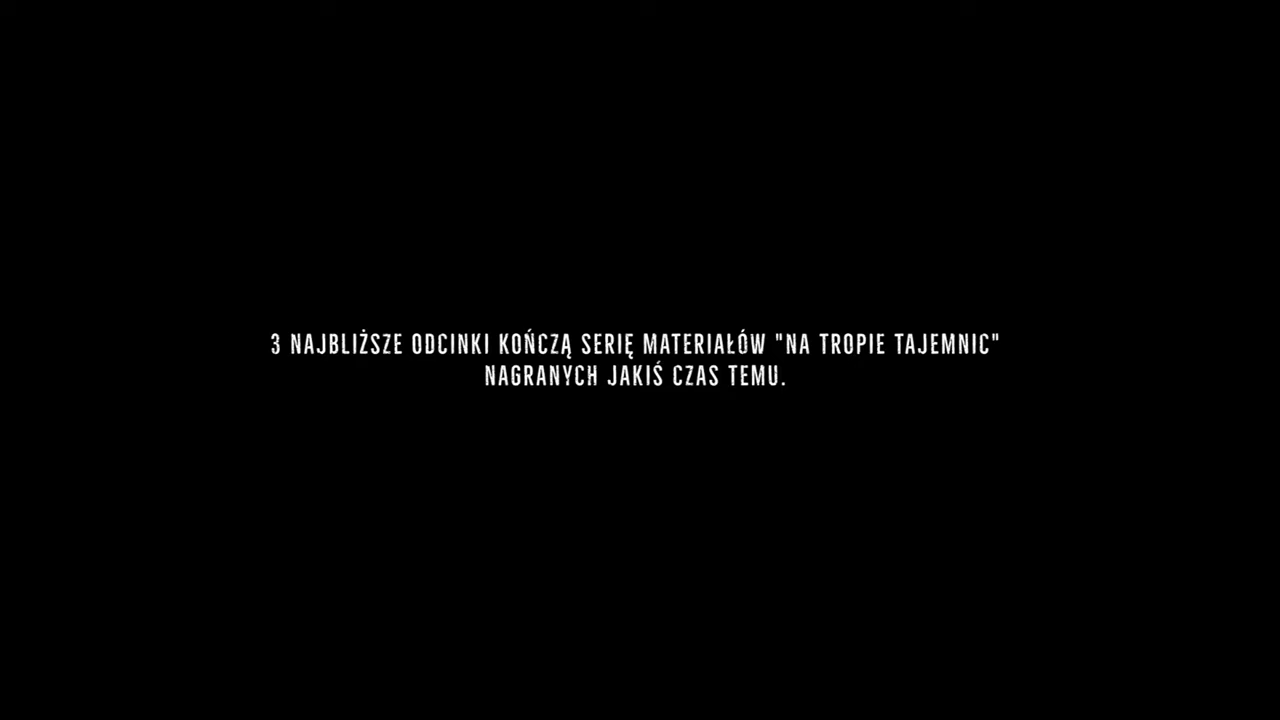 3 NAJBLIŻSZE ODCINKI KOŃCZĄ SERIĘ MATERIAŁÓW "NA TROPIE TAJEMNIC"
NAGRANYCH JAKIŚ CZAS TEMU.